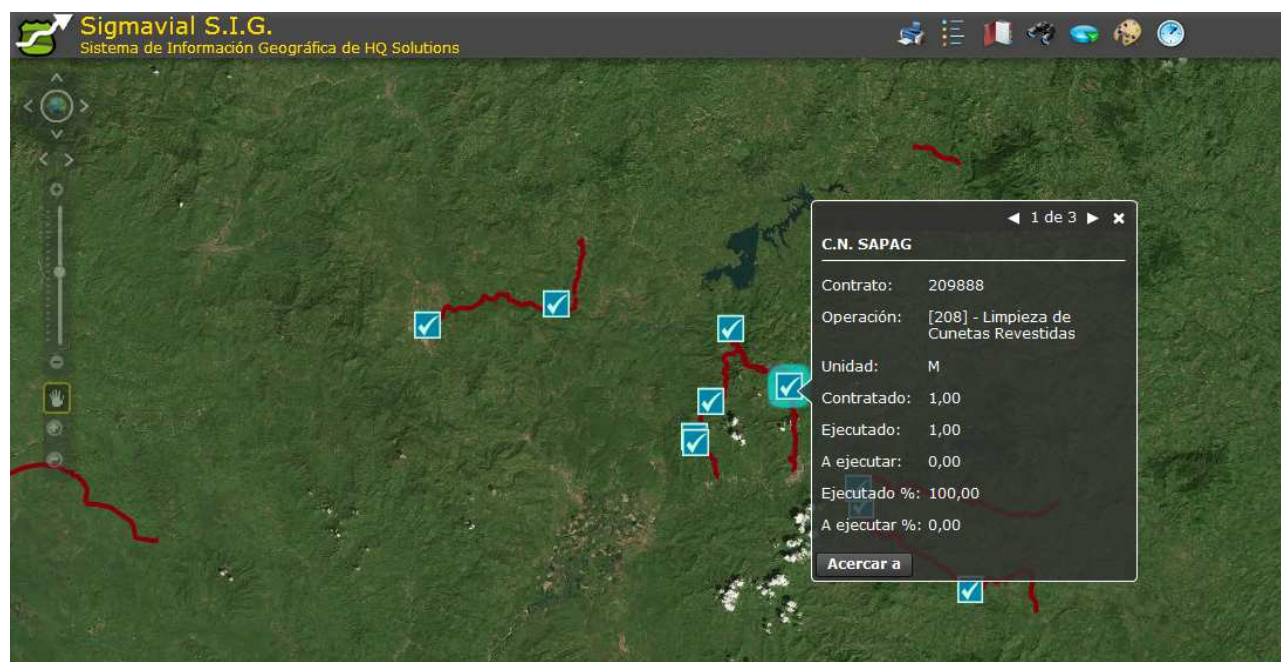 Sigmavial S.I.G.
Sistema de Información Geográfica de HQ Solutions
1 de 3
C.N. SAPAG
Contrato: 209888
Operación: [208] - Limpieza de
Cunetas Revestidas
Unidad: M
Contratado: 1,00
Ejecutado: 1,00
A ejecutar: 0,00
Ejecutado %: 100,00
A ejecutar %: 0,00
Acercar a